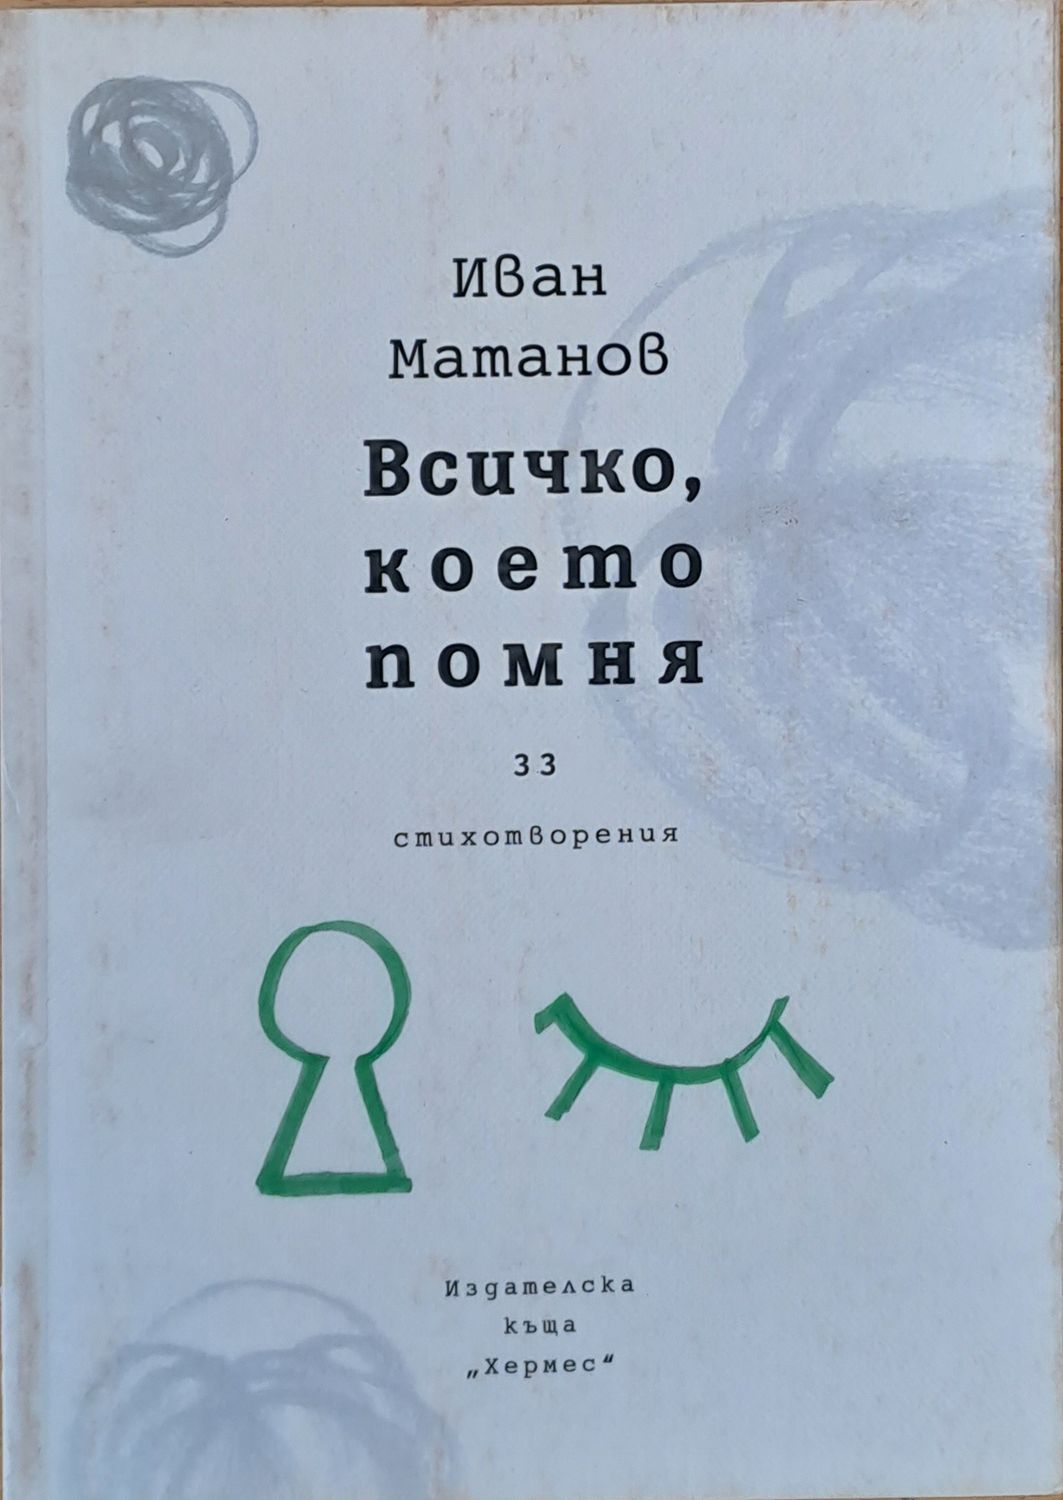 Иван
Матанов
Всичко,
което
помня
33
стихотворения
Издателска
къща
„Хермес“